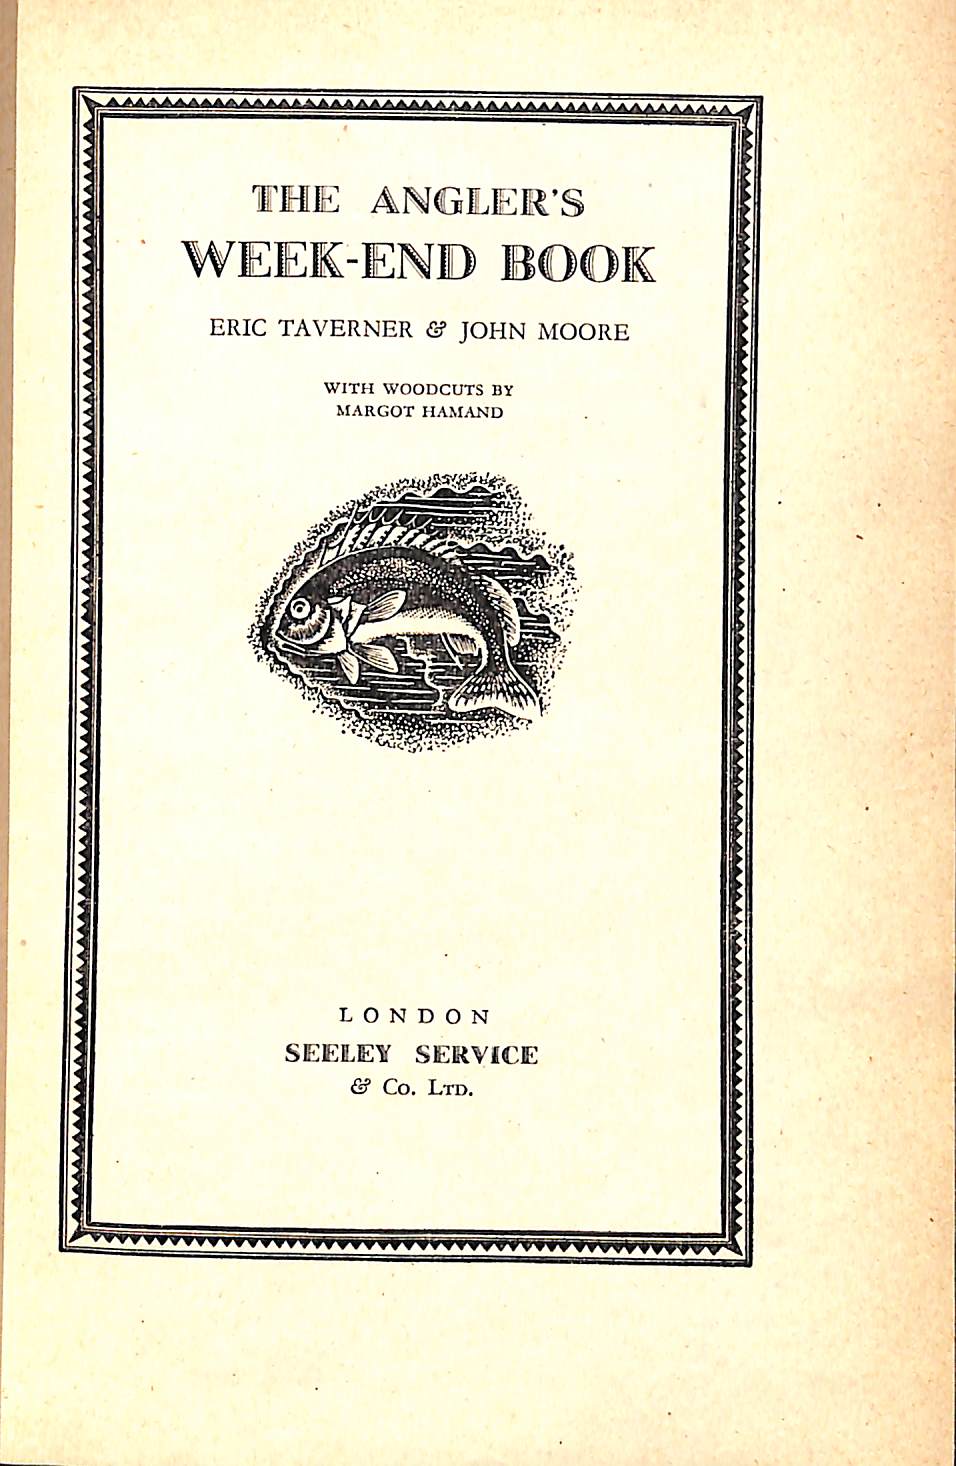 THE ANGLER'S
WEEK-END BOOK
ERIC TAVERNER & JOHN MOORE
WITH WOODCUTS BY
MARGOT HAMAND
LONDON
SEELEY SERVICE
& Co. LTD.